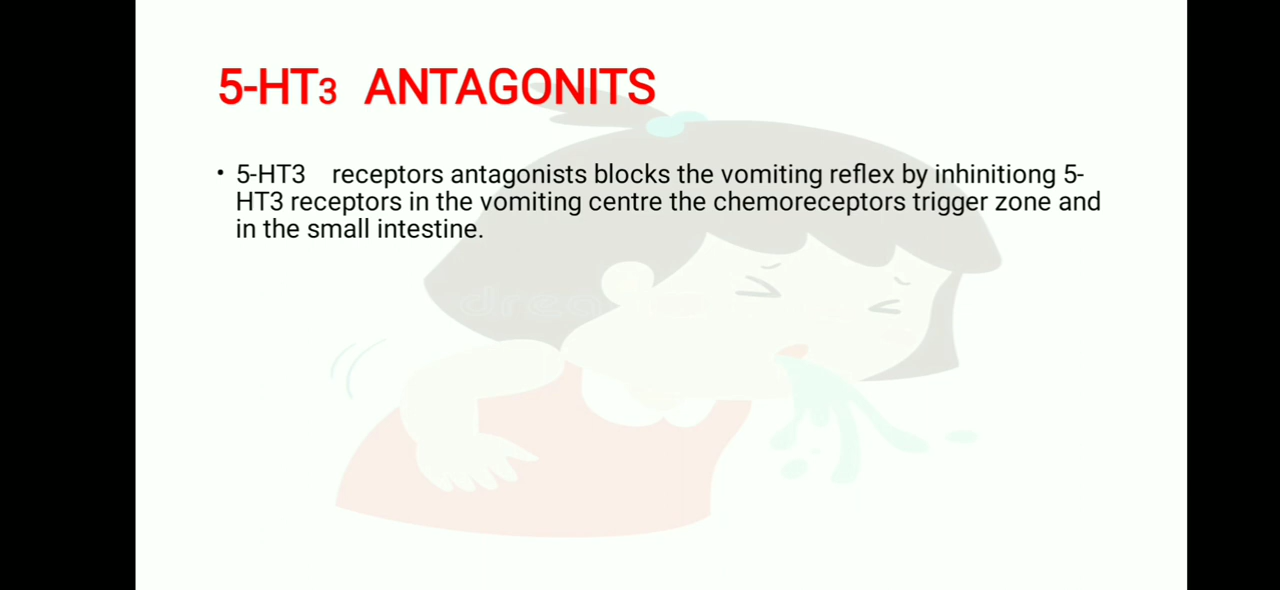 5-HT3 ANTAGONITS
• 5-HT3 receptors antagonists blocks the vomiting reflex by inhinitiong 5-
HT3 receptors in the vomiting centre the chemoreceptors trigger zone and
in the small intestine.
drea